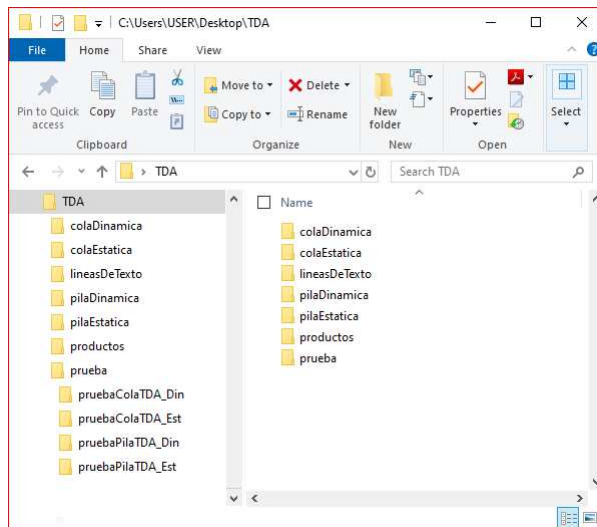 C:\Users\USER\Desktop\TDA
File Home Share View
Pin to Quick access
Copy
Paste
Move to
Copy to
Delete
Rename
New folder
Properties
Select
Clipboard Organize New Open
TDA
Search TDA
TDA
colaDinamica
colaEstatica
lineasDeTexto
pilaDinamica
pilaEstatica
productos
prueba
pruebaColaTDA_Din
pruebaColaTDA_Est
pruebaPilaTDA_Din
pruebaPilaTDA_Est
Name
colaDinamica
colaEstatica
lineasDeTexto
pilaDinamica
pilaEstatica
productos
prueba